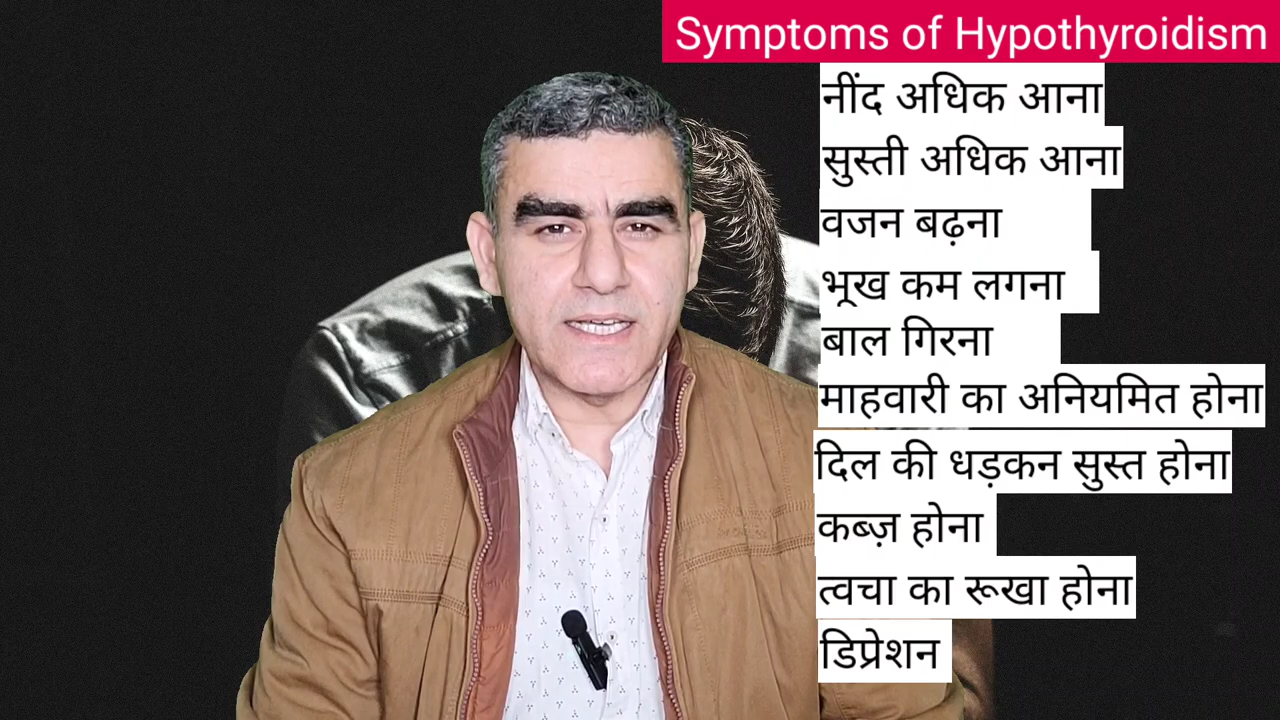 Symptoms of Hypothyroidism
नींद अधिक आना
सुस्ती अधिक आना
वजन बढ़ना
भूख कम लगना
बाल गिरना
माहवारी का अनियमित होना
दिल की धड़कन सुस्त होना
कब्ज़ होना
त्वचा का रूखा होना
डिप्रेशन